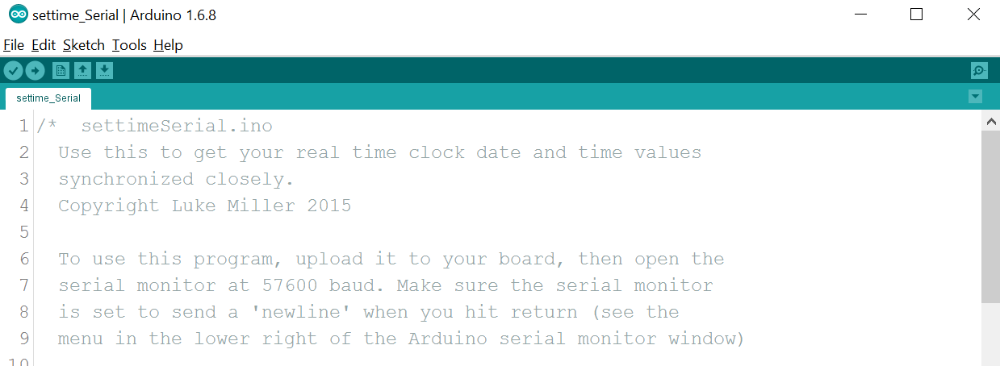 settime_Serial | Arduino 1.6.8
File Edit Sketch Tools Help
settime_Serial
1 /*  settimeSerial.ino
2   Use this to get your real time clock date and time values
3   synchronized closely.
4   Copyright Luke Miller 2015
5
6   To use this program, upload it to your board, then open the
7   serial monitor at 57600 baud. Make sure the serial monitor
8   is set to send a 'newline' when you hit return (see the
9   menu in the lower right of the Arduino serial monitor window)
10